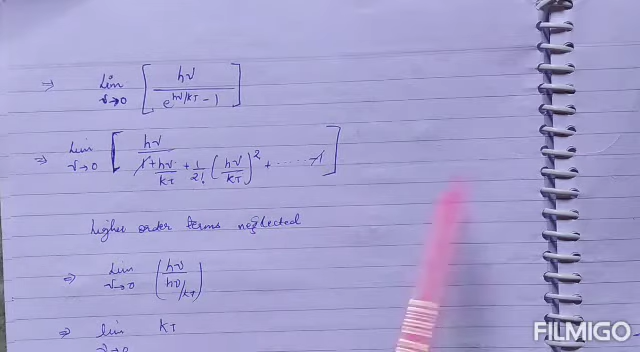 ⇒ Lim ν→0 [ hν / e^hν/KT - 1 ]
⇒ Lim ν→0 [ hν / 1 + hν/KT + 1/2! (hν/KT)^2 + ...... -1 ]
higher order terms neglected
⇒ Lim ν→0 ( hν / hν/KT )
⇒ lim ν→0 KT
FILMIGO